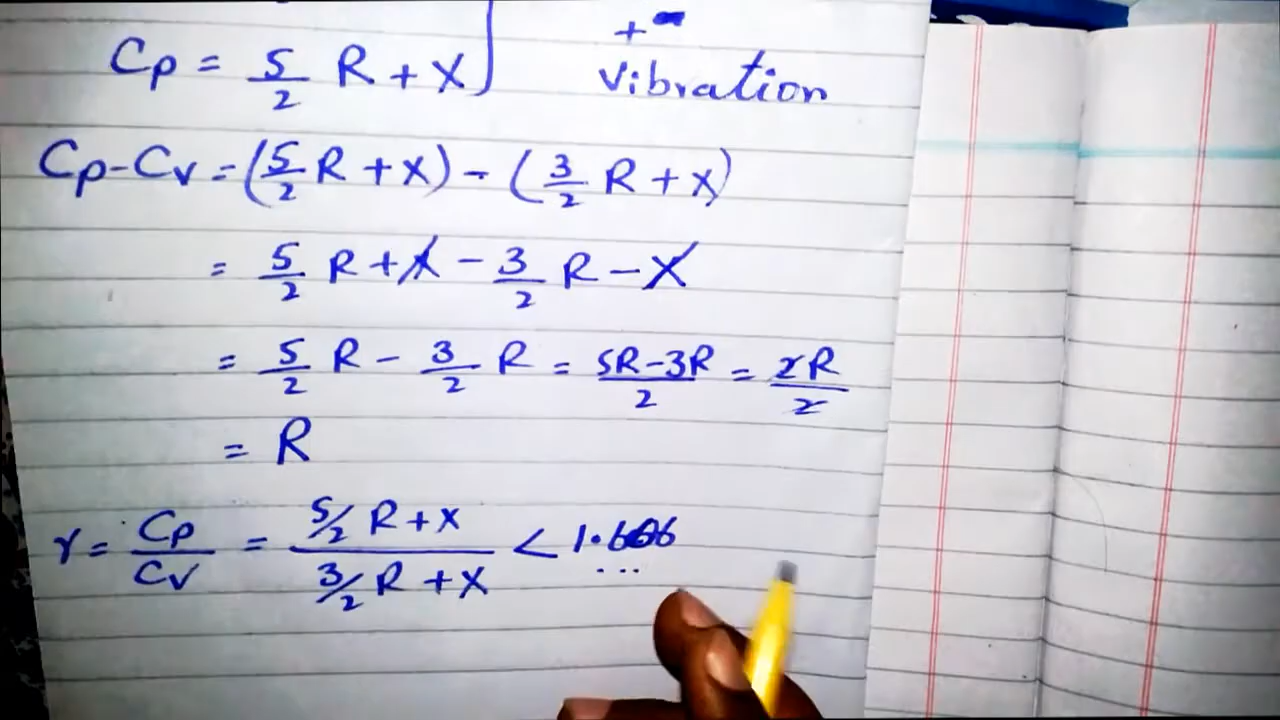 +
Cp = 5/2 R + X
Vibration
Cp - Cv = (5/2 R + x) - (3/2 R + x)
= 5/2 R + X - 3/2 R - X
= 5/2 R - 3/2 R = 5R-3R/2 = 2R/2
= R
γ = Cp/Cv = 5/2 R + X / 3/2 R + X < 1.666
...